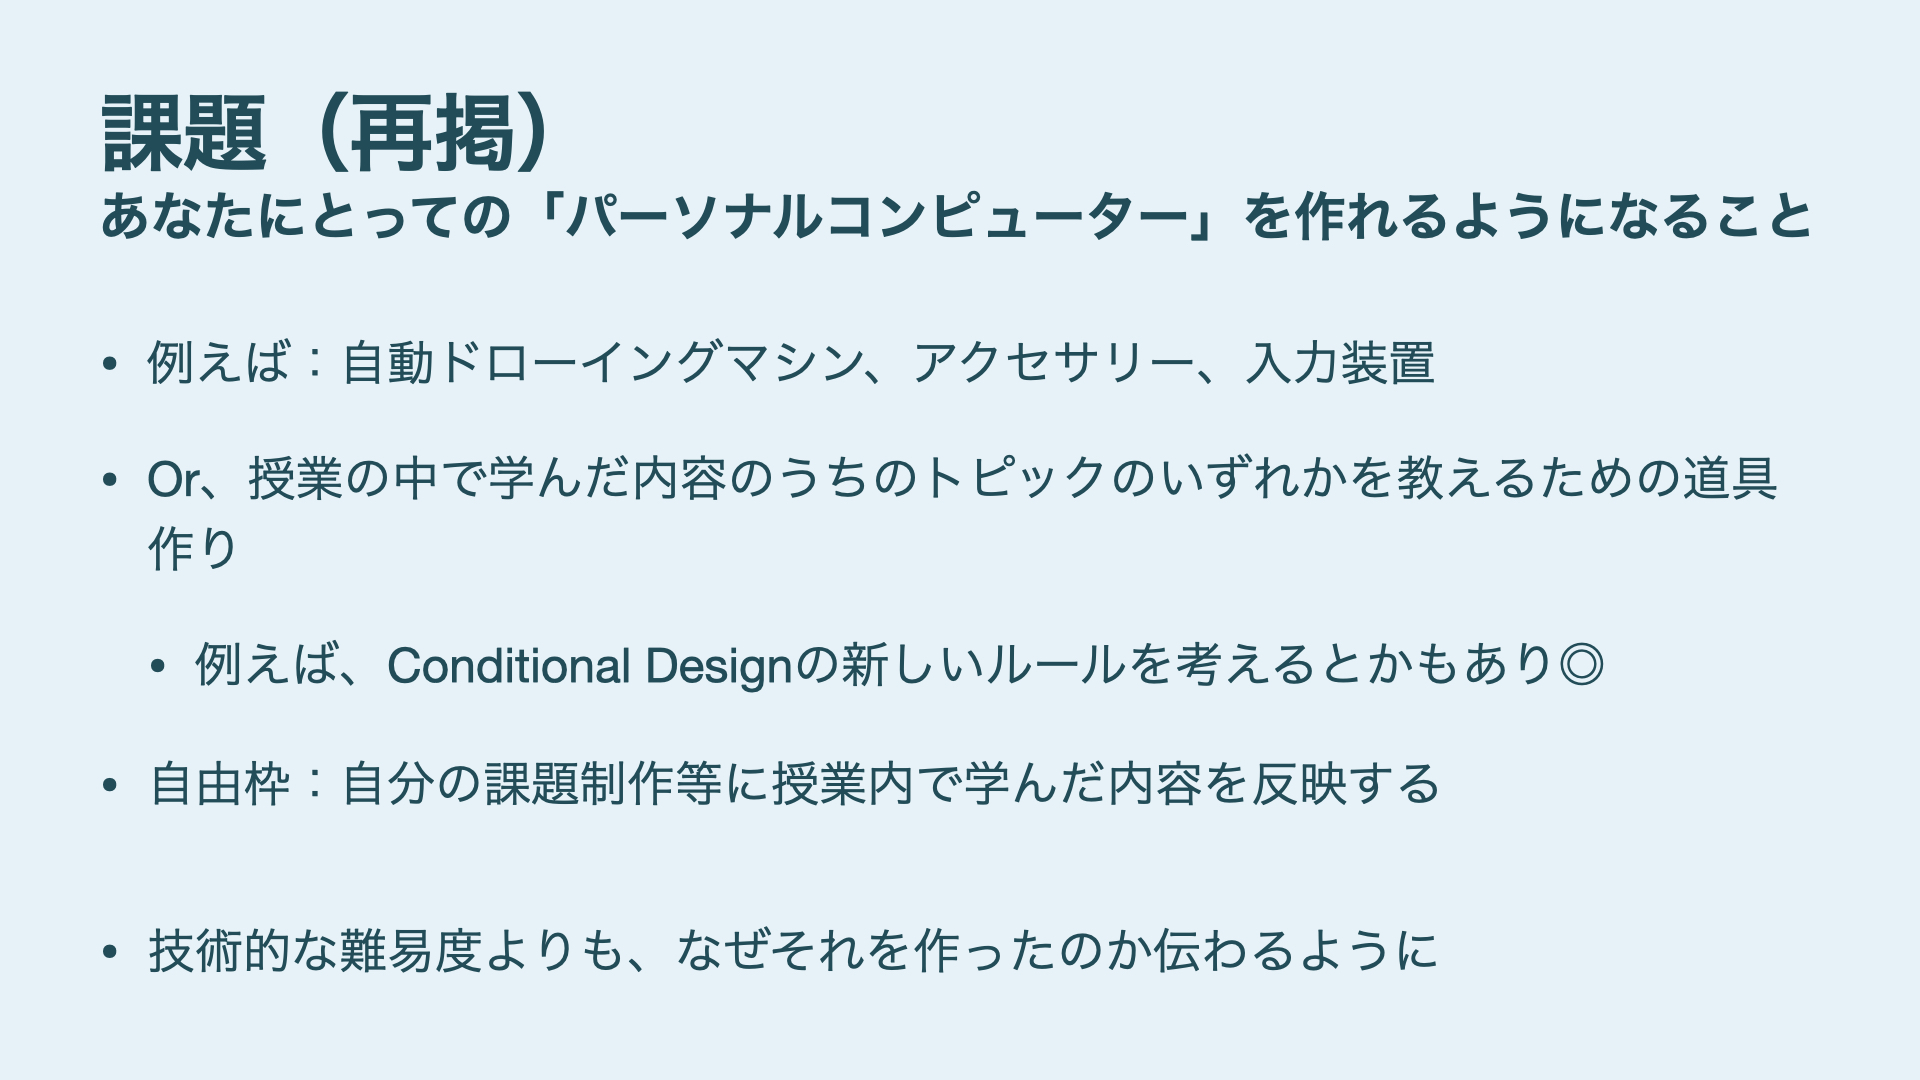 課題（再掲）
あなたにとっての「パーソナルコンピューター」を作れるようになること
• 例えば：自動ドローイングマシン、アクセサリー、入力装置
• Or、授業の中で学んだ内容のうちのトピックのいずれかを教えるための道具
作り
• 例えば、Conditional Designの新しいルールを考えるとかもあり◎
• 自由枠：自分の課題制作等に授業内で学んだ内容を反映する
• 技術的な難易度よりも、なぜそれを作ったのか伝わるように